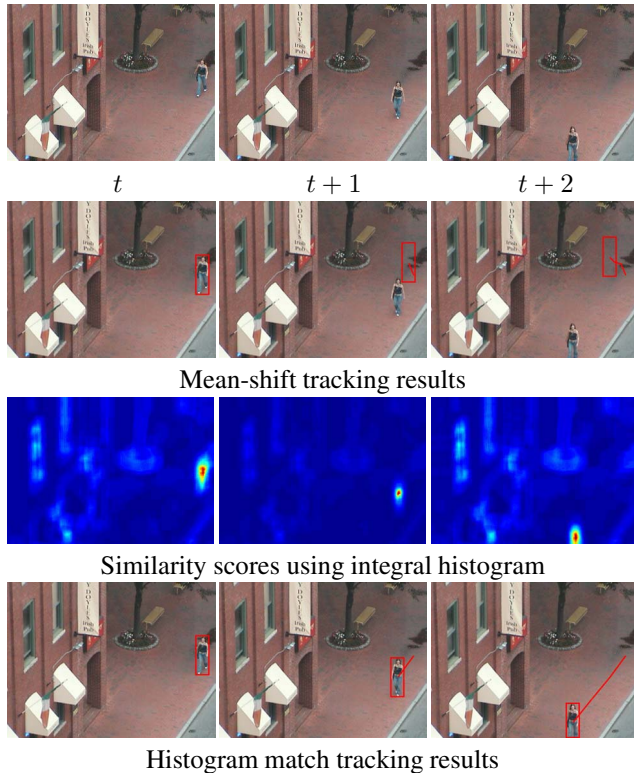 t
t + 1
t + 2
Mean-shift tracking results
Similarity scores using integral histogram
Histogram match tracking results